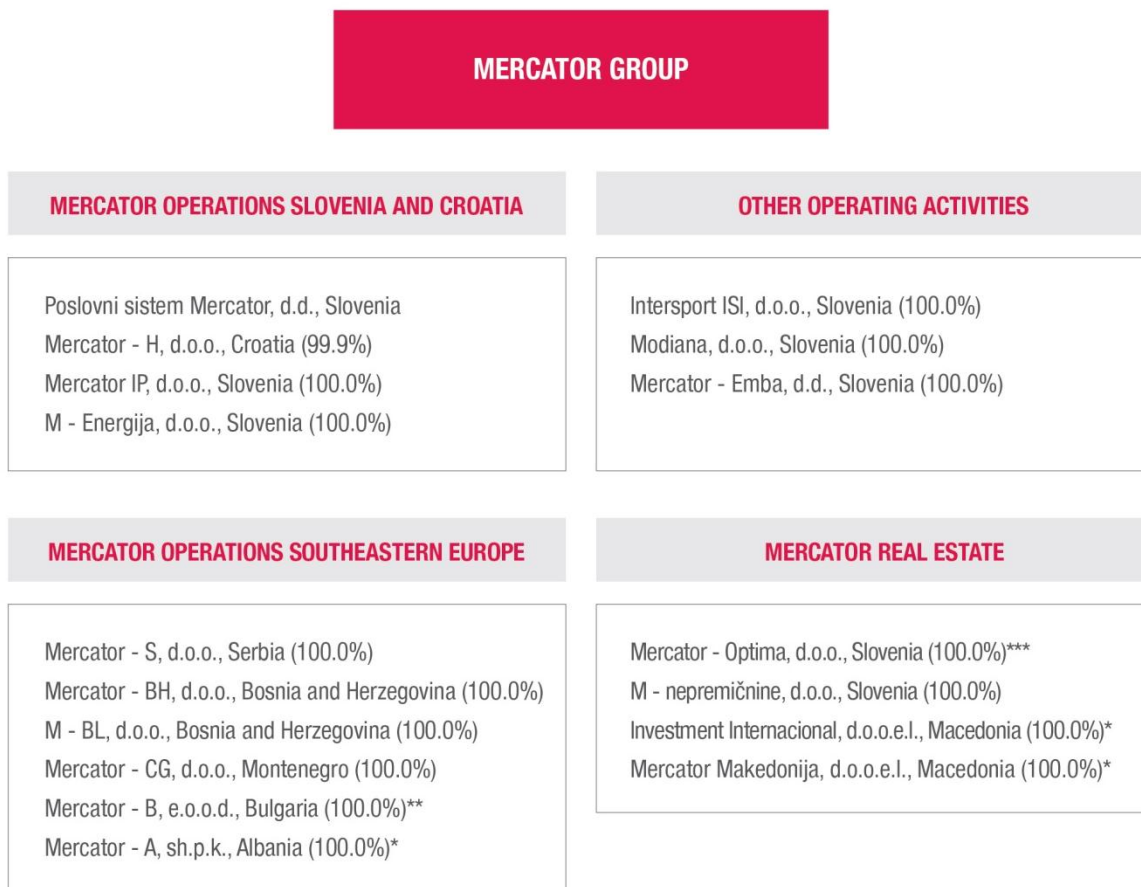 MERCATOR GROUP
MERCATOR OPERATIONS SLOVENIA AND CROATIA
Poslovni sistem Mercator, d.d., Slovenia
Mercator - H, d.o.o., Croatia (99.9%)
Mercator IP, d.o.o., Slovenia (100.0%)
M - Energija, d.o.o., Slovenia (100.0%)
OTHER OPERATING ACTIVITIES
Intersport ISI, d.o.o., Slovenia (100.0%)
Modiana, d.o.o., Slovenia (100.0%)
Mercator - Emba, d.d., Slovenia (100.0%)
MERCATOR OPERATIONS SOUTHEASTERN EUROPE
Mercator - S, d.o.o., Serbia (100.0%)
Mercator - BH, d.o.o., Bosnia and Herzegovina (100.0%)
M - BL, d.o.o., Bosnia and Herzegovina (100.0%)
Mercator - CG, d.o.o., Montenegro (100.0%)
Mercator - B, e.o.o.d., Bulgaria (100.0%)**
Mercator - A, sh.p.k., Albania (100.0%)*
MERCATOR REAL ESTATE
Mercator - Optima, d.o.o., Slovenia (100.0%)***
M - nepremičnine, d.o.o., Slovenia (100.0%)
Investment Internacional, d.o.o.e.l., Macedonia (100.0%)*
Mercator Makedonija, d.o.o.e.l., Macedonia (100.0%)*